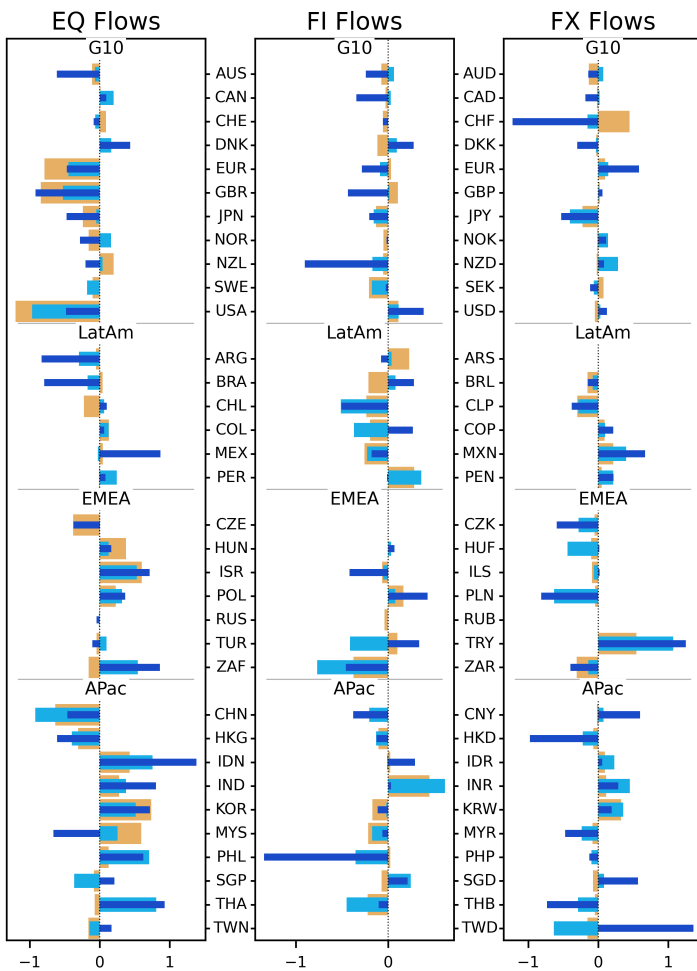 EQ Flows FI Flows FX Flows
G10 G10 G10
AUS AUD
CAN CAD
CHE CHF
DNK DKK
EUR EUR
GBR GBP
JPN JPY
NOR NOK
NZL NZD
SWE SEK
USA USD
LatAm LatAm LatAm
ARG ARS
BRA BRL
CHL CLP
COL COP
MEX MXN
PER PEN
EMEA EMEA EMEA
CZE CZK
HUN HUF
ISR ILS
POL PLN
RUS RUB
TUR TRY
ZAF ZAR
APac APac APac
CHN CNY
HKG HKD
IDN IDR
IND INR
KOR KRW
MYS MYR
PHL PHP
SGP SGD
THA THB
TWN TWD
−1 0 1 −1 0 −1 0 1